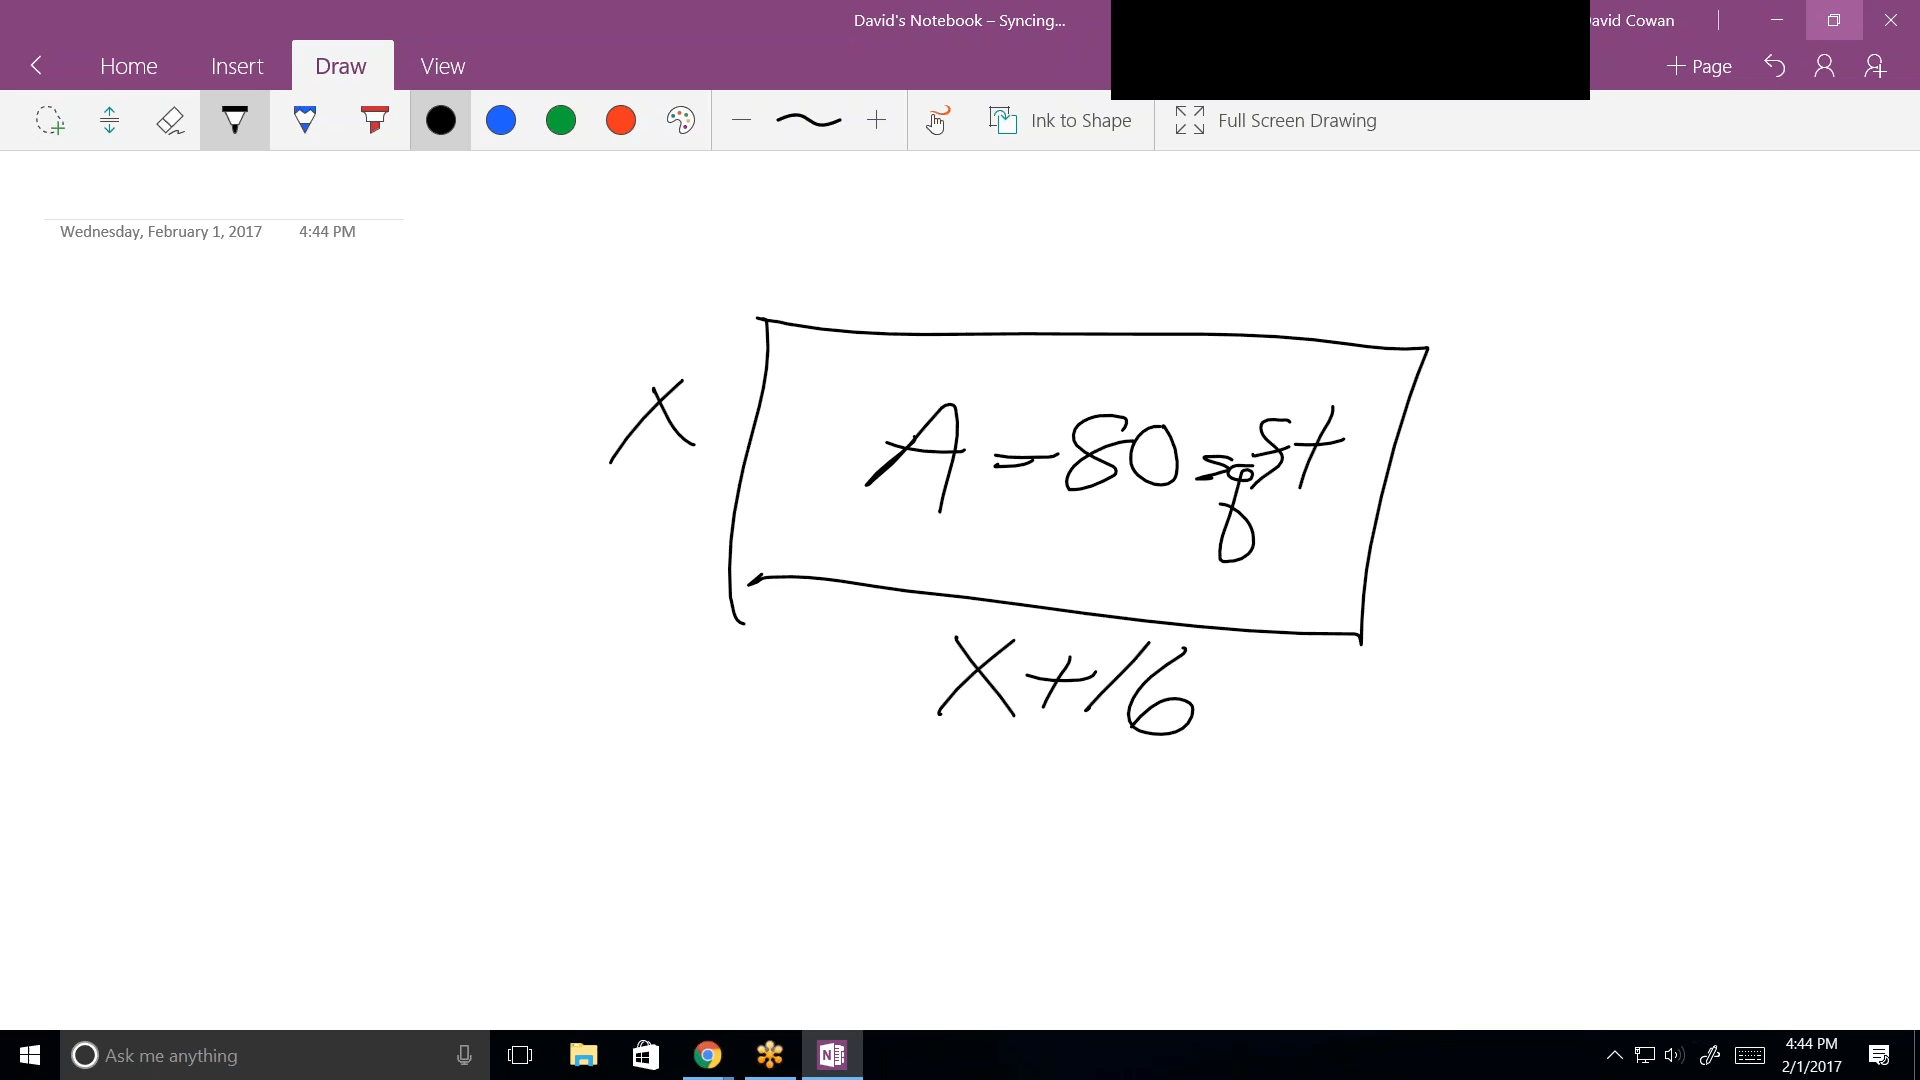 David's Notebook – Syncing...
avid Cowan
Home Insert Draw View
Page
Ink to Shape
Full Screen Drawing
Wednesday, February 1, 2017 4:44 PM
X
A = 80 sq ft
X+16
Ask me anything
N
4:44 PM
2/1/2017